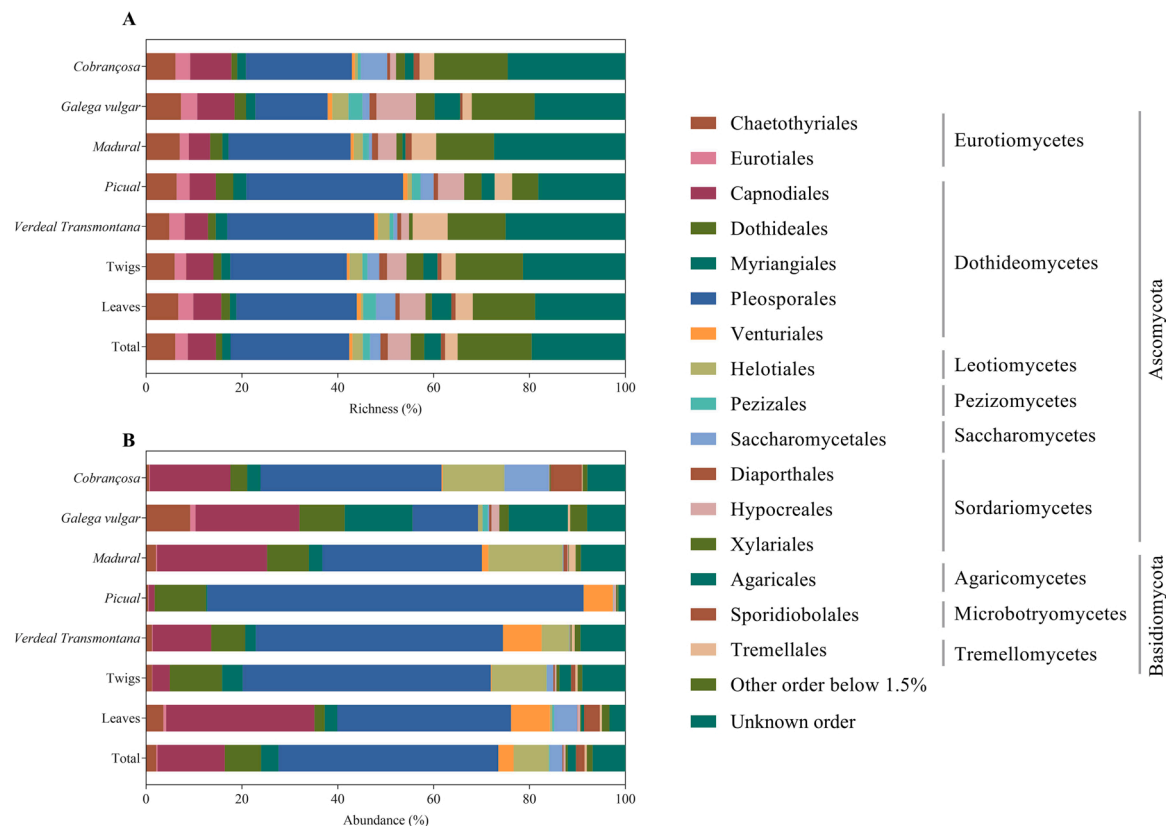 A
Cobrançosa
Galega vulgar
Madural
Picual
Verdeal Transmontana
Twigs
Leaves
Total
0 20 40 60 80 100
Richness (%)
B
Cobrançosa
Galega vulgar
Madural
Picual
Verdeal Transmontana
Twigs
Leaves
Total
0 20 40 60 80 100
Abundance (%)
Chaetothyriales
Eurotiales
Capnodiales
Dothideales
Myriangiales
Pleosporales
Venturiales
Helotiales
Pezizales
Saccharomycetales
Diaporthales
Hypocreales
Xylariales
Agaricales
Sporidiobolales
Tremellales
Other order below 1.5%
Unknown order
Eurotiomycetes
Dothideomycetes
Leotiomycetes
Pezizomycetes
Saccharomycetes
Sordariomycetes
Agaricomycetes
Microbotryomycetes
Tremellomycetes
Ascomycota
Basidiomycota